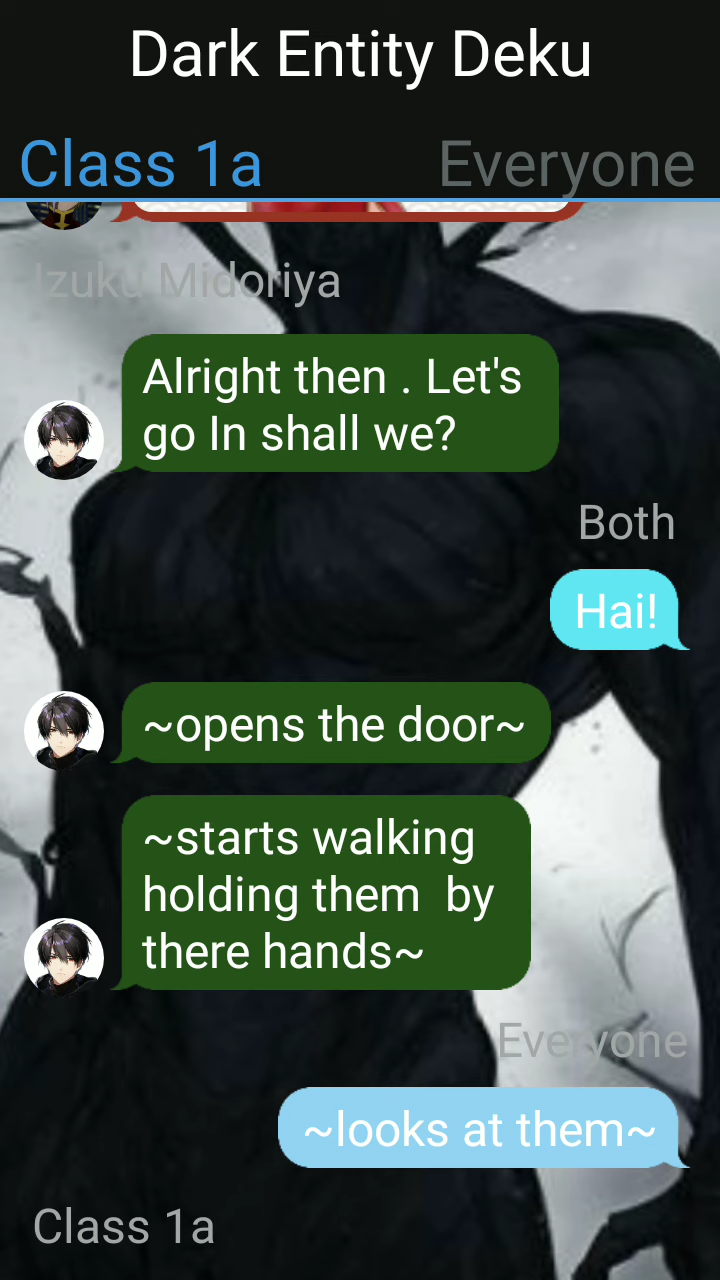 Dark Entity Deku
Class 1a
Everyone
Izuku Midoriya
Alright then . Let's
go In shall we?
Both
Hai!
~opens the door~
~starts walking
holding them  by
there hands~
Everyone
~looks at them~
Class 1a